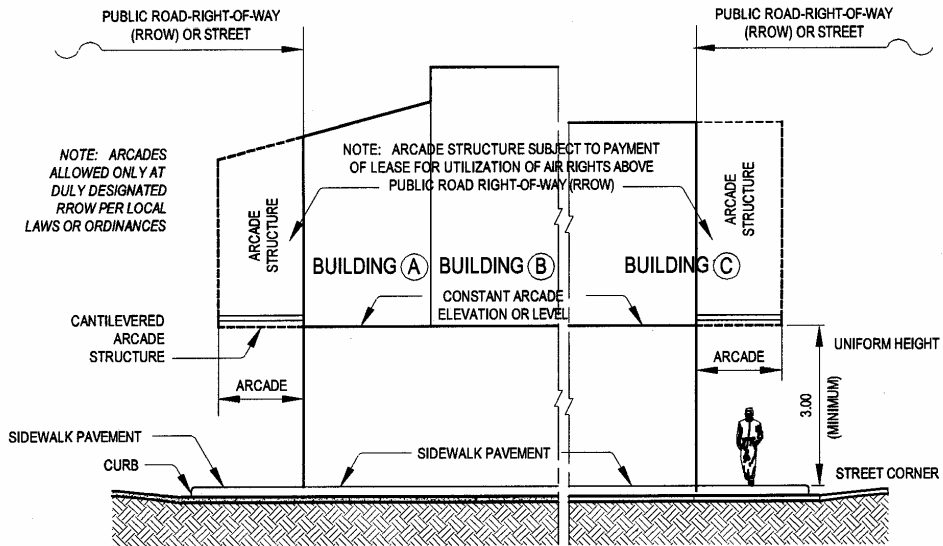 PUBLIC ROAD-RIGHT-OF-WAY
(RROW) OR STREET
PUBLIC ROAD-RIGHT-OF-WAY
(RROW) OR STREET
NOTE: ARCADES
ALLOWED ONLY AT
DULY DESIGNATED
RROW PER LOCAL
LAWS OR ORDINANCES
NOTE: ARCADE STRUCTURE SUBJECT TO PAYMENT
OF LEASE FOR UTILIZATION OF AIR RIGHTS ABOVE
PUBLIC ROAD RIGHT-OF-WAY (RROW)
ARCADE
STRUCTURE
ARCADE
STRUCTURE
BUILDING A
BUILDING B
BUILDING C
CONSTANT ARCADE
ELEVATION OR LEVEL
CANTILEVERED
ARCADE
STRUCTURE
UNIFORM HEIGHT
ARCADE
ARCADE
3.00
(MINIMUM)
SIDEWALK PAVEMENT
SIDEWALK PAVEMENT
CURB
STREET CORNER